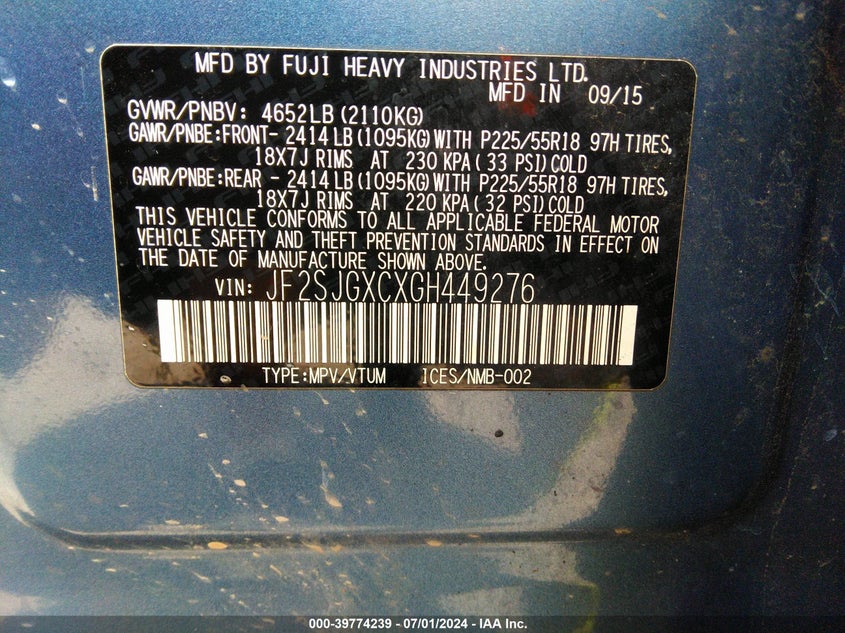 MFD BY FUJI HEAVY INDUSTRIES LTD.
MFD IN 09/15
GVWR/PNBV: 4652LB (2110KG)
GAWR/PNBE:FRONT- 2414 LB (1095KG) WITH P225/55R18 97H TIRES,
18X7J RIMS AT 230 KPA ( 33 PSI) COLD
GAWR/PNBE:REAR - 2414 LB (1095KG) WITH P225/55R18 97H TIRES,
18X7J RIMS AT 220 KPA ( 32 PSI) COLD
THIS VEHICLE CONFORMS TO ALL APPLICABLE FEDERAL MOTOR
VEHICLE SAFETY AND THEFT PREVENTION STANDARDS IN EFFECT ON
THE DATE OF MANUFACTURE SHOWN ABOVE.
VIN: JF2SJGXCXGH449276
TYPE:MPV/VTUM ICES/NMB-002
000-39774239 - 07/01/2024 - IAA Inc.